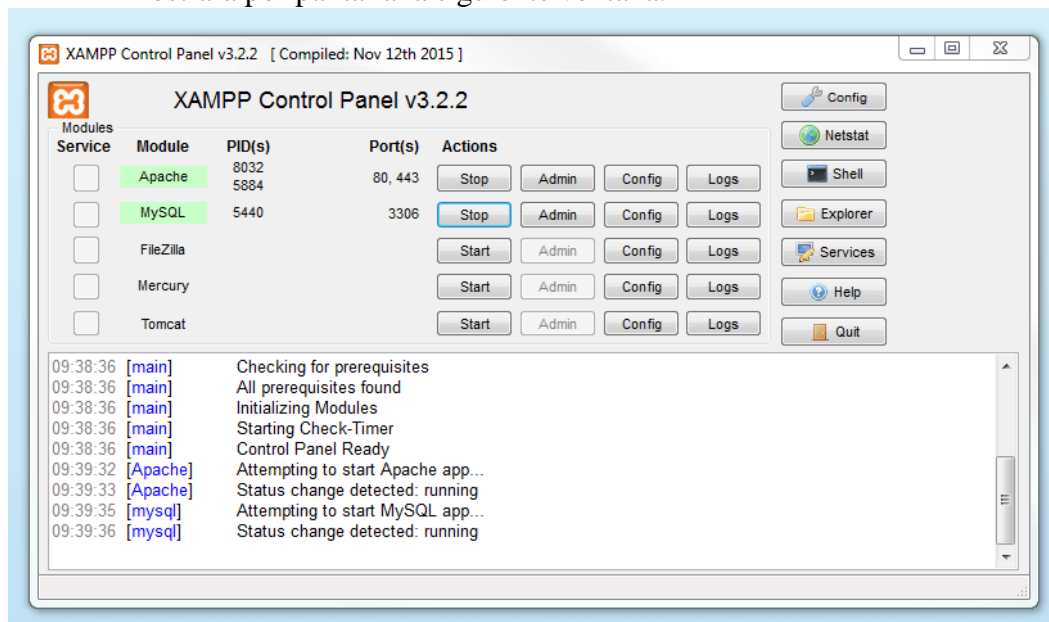 XAMPP Control Panel v3.2.2 [ Compiled: Nov 12th 2015 ]
XAMPP Control Panel v3.2.2
Config
Modules
Netstat
Service Module PID(s) Port(s) Actions
Apache 8032 5884 80, 443 Stop Admin Config Logs
Shell
MySQL 5440 3306 Stop Admin Config Logs
Explorer
FileZilla Start Admin Config Logs
Services
Mercury Start Admin Config Logs
Help
Tomcat Start Admin Config Logs
Quit
09:38:36 [main] Checking for prerequisites
09:38:36 [main] All prerequisites found
09:38:36 [main] Initializing Modules
09:38:36 [main] Starting Check-Timer
09:38:36 [main] Control Panel Ready
09:39:32 [Apache] Attempting to start Apache app...
09:39:33 [Apache] Status change detected: running
09:39:35 [mysql] Attempting to start MySQL app...
09:39:36 [mysql] Status change detected: running